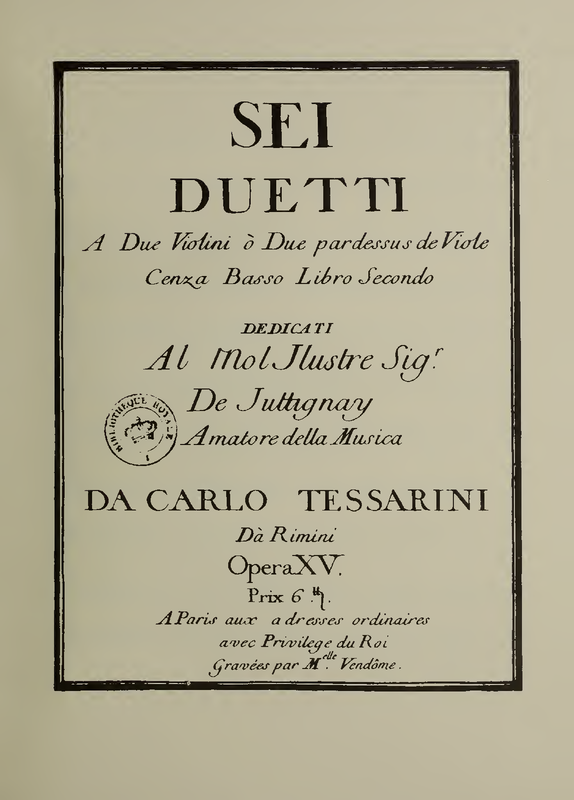 SEI
DUETTI
A Due Violini ò Due pardessus de Viole
Cenza Basso Libro Secondo
DEDICATI
Al Mol Jlustre Sig.r
De Juttignay
Amatore della Musica
BIBLIOTHEQUE ROYALE
DA CARLO TESSARINI
Dà Rimini
Opera XV.
Prix 6 ₶.
A Paris aux adresses ordinaires
avec Privilege du Roi
Gravées par M.elle Vendôme.